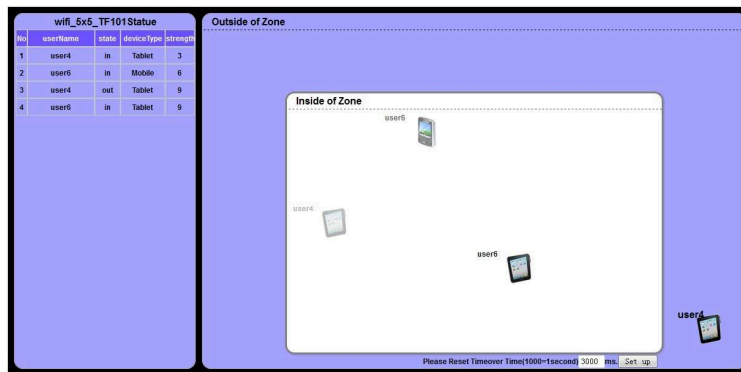 wifi_5x5_TF101Statue
No userName state deviceType strength
1 user4 in Tablet 3
2 user6 in Mobile 6
3 user4 out Tablet 9
4 user6 in Tablet 9
Outside of Zone
Inside of Zone
user6
user4
user6
user4
Please Reset Timeover Time(1000=1second) 3000 ms. Set up